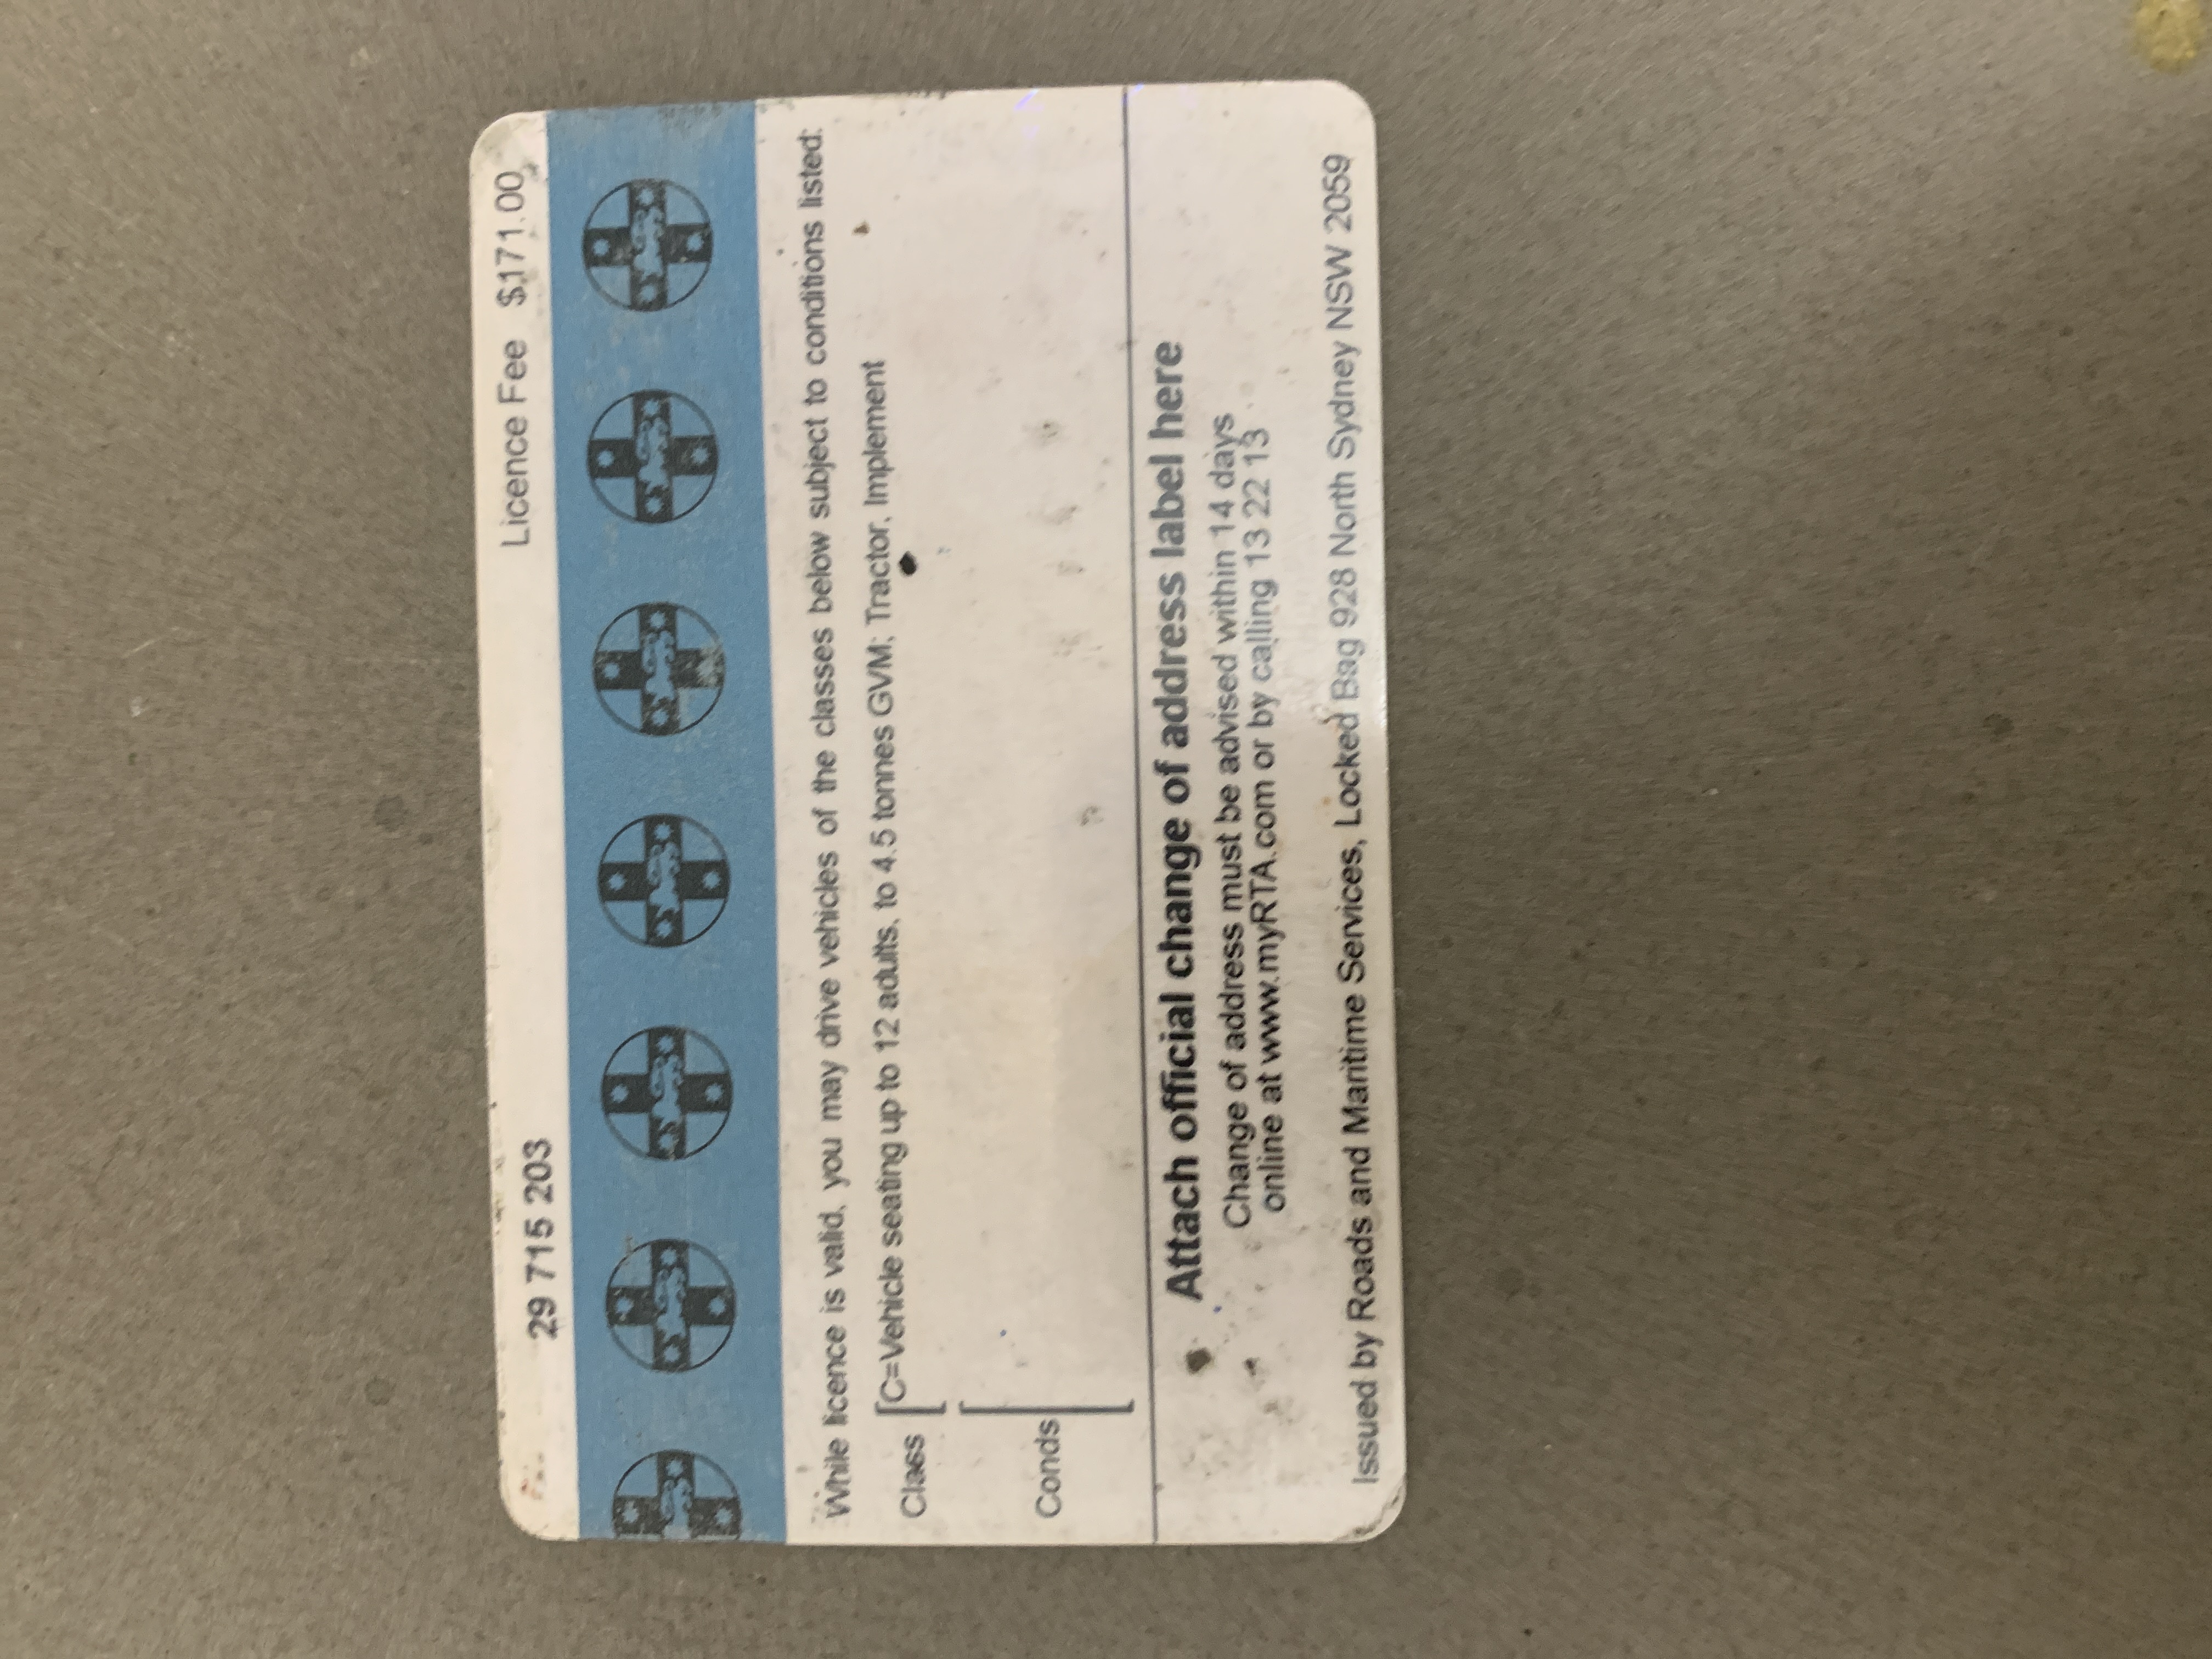 29 715 203 Licence Fee $171.00
While licence is valid, you may drive vehicles of the classes below subject to conditions listed:
Class C=Vehicle seating up to 12 adults, to 4.5 tonnes GVM; Tractor, Implement
Conds
Attach official change of address label here
Change of address must be advised within 14 days
online at www.myRTA.com or by calling 13 22 13
Issued by Roads and Maritime Services, Locked Bag 928 North Sydney NSW 2059